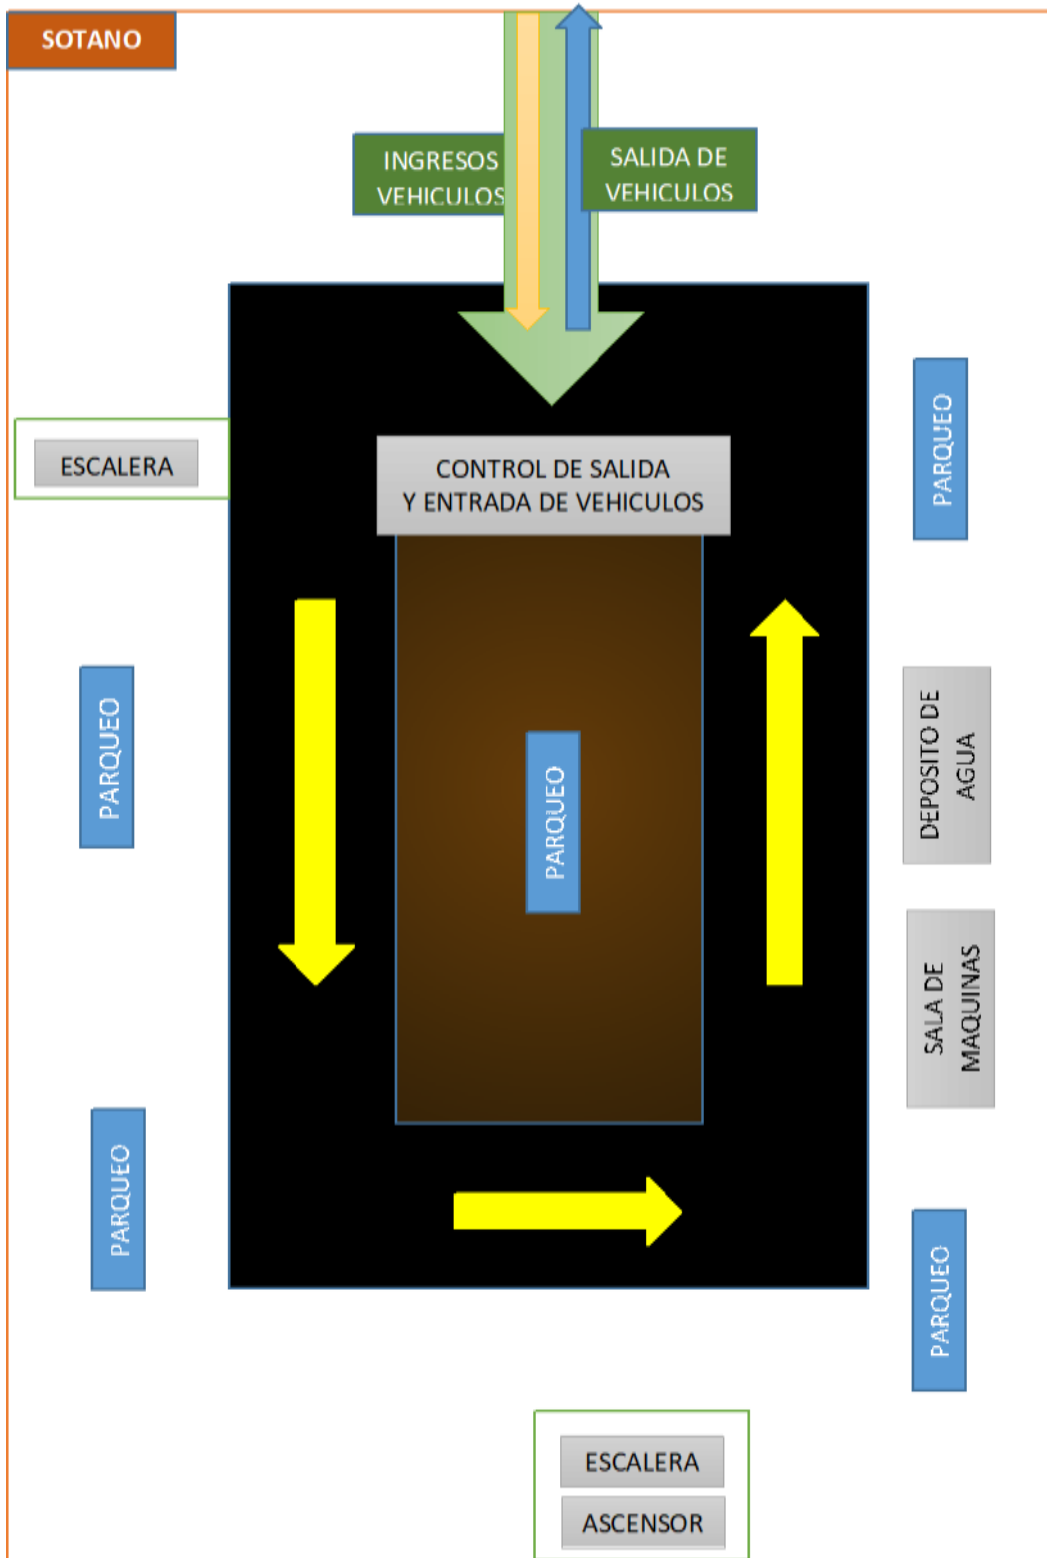 SOTANO
INGRESOS
VEHICULOS
SALIDA DE
VEHICULOS
PARQUEO
ESCALERA
CONTROL DE SALIDA
Y ENTRADA DE VEHICULOS
PARQUEO
PARQUEO
DEPOSITO DE
AGUA
SALA DE
MAQUINAS
PARQUEO
PARQUEO
ESCALERA
ASCENSOR